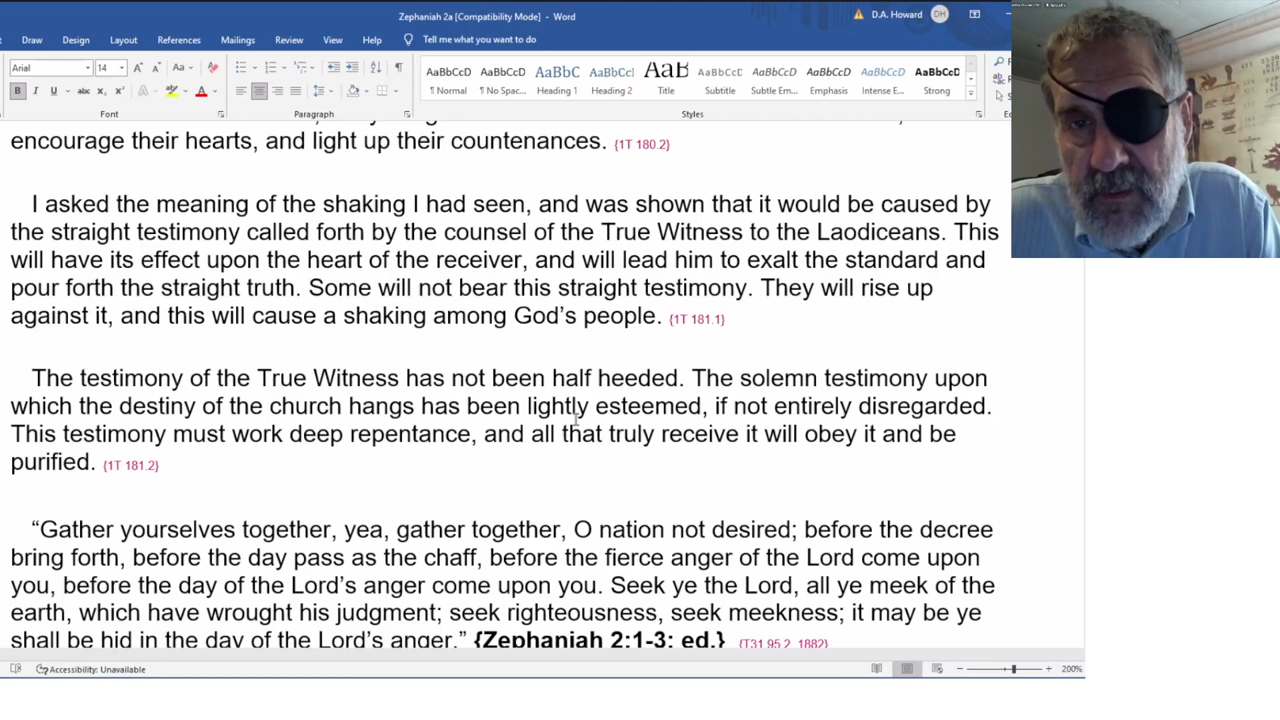 Zephaniah 2a [Compatibility Mode] - Word
D.A. Howard
DH
Draw Design Layout References Mailings Review View Help Tell me what you want to do
Arial 14
AaBbCcD AaBbCcD AaBbC AaBbCcI AaB AaBbCcD AaBbCcD AaBbCcD AaBbCcD AaBbCcD
¶ Normal ¶ No Spac... Heading 1 Heading 2 Title Subtitle Subtle Em... Emphasis Intense E... Strong
Font Paragraph Styles
encourage their hearts, and light up their countenances. {1T 180.2}
I asked the meaning of the shaking I had seen, and was shown that it would be caused by
the straight testimony called forth by the counsel of the True Witness to the Laodiceans. This
will have its effect upon the heart of the receiver, and will lead him to exalt the standard and
pour forth the straight truth. Some will not bear this straight testimony. They will rise up
against it, and this will cause a shaking among God’s people. {1T 181.1}
The testimony of the True Witness has not been half heeded. The solemn testimony upon
which the destiny of the church hangs has been lightly esteemed, if not entirely disregarded.
This testimony must work deep repentance, and all that truly receive it will obey it and be
purified. {1T 181.2}
“Gather yourselves together, yea, gather together, O nation not desired; before the decree
bring forth, before the day pass as the chaff, before the fierce anger of the Lord come upon
you, before the day of the Lord’s anger come upon you. Seek ye the Lord, all ye meek of the
earth, which have wrought his judgment; seek righteousness, seek meekness; it may be ye
shall be hid in the day of the Lord’s anger.” {Zephaniah 2:1-3; ed.} {T31 95.2, 1882}
Accessibility: Unavailable
200%